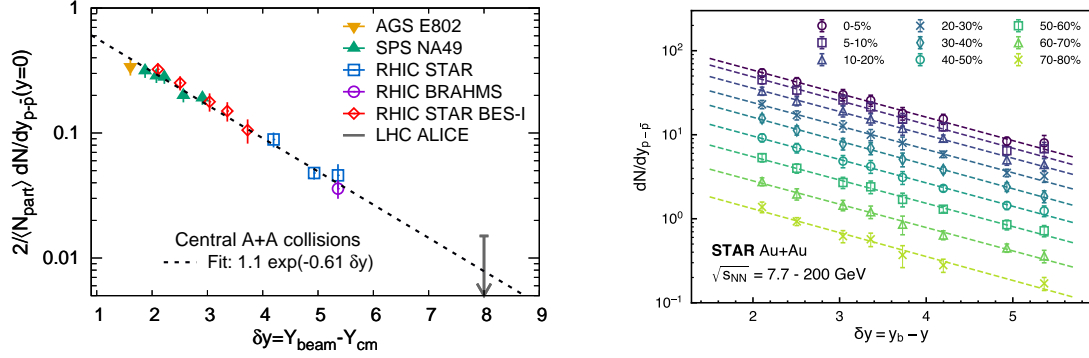 2/⟨N_part⟩ dN/dy_p-p̄(y=0)
0.1
0.01
AGS E802
SPS NA49
RHIC STAR
RHIC BRAHMS
RHIC STAR BES-I
LHC ALICE
Central A+A collisions
Fit: 1.1 exp(-0.61 δy)
1 2 3 4 5 6 7 8 9
δy=Y_beam-Y_cm
dN/dy_p−p̄
10²
10¹
10⁰
10⁻¹
0-5% 20-30% 50-60%
5-10% 30-40% 60-70%
10-20% 40-50% 70-80%
STAR Au+Au
√s_NN = 7.7 - 200 GeV
2 3 4 5
δy = y_b − y